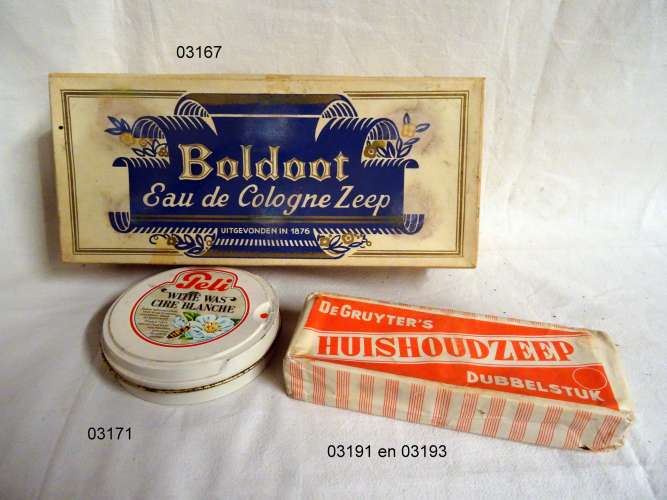 03167
Boldoot
Eau de Cologne Zeep
UITGEVONDEN IN 1876
Peli
WITTE WAS
CIRE BLANCHE
DE GRUYTER'S
HUISHOUDZEEP
DUBBELSTUK
03171
03191 en 03193